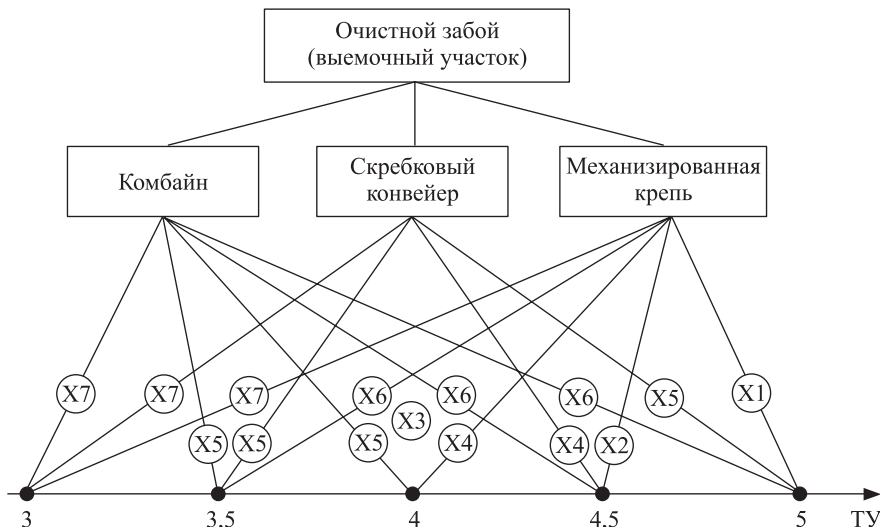 Очистной забой
(выемочный участок)
Комбайн
Скребковый
конвейер
Механизированная
крепь
X7
X7
X7
X6
X6
X6
X5
X1
X3
X5
X5
X5
X4
X4
X2
3
3,5
4
4,5
5
ТУ